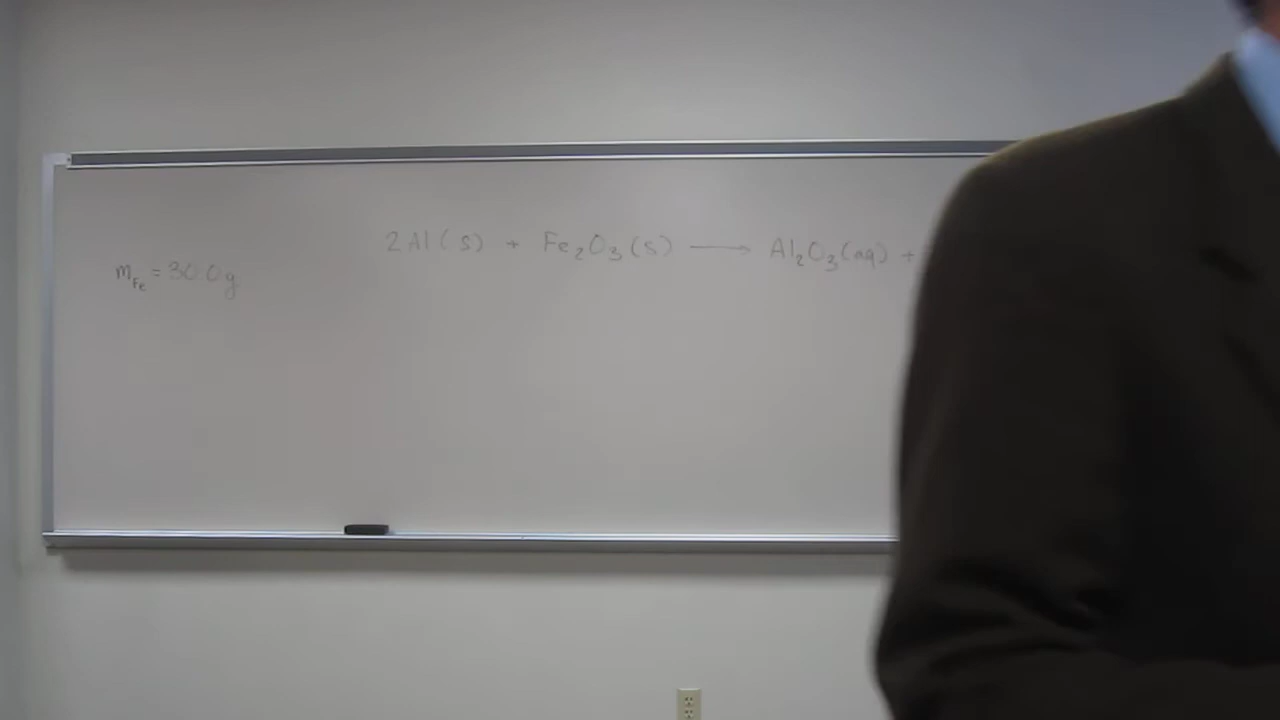 2Al(s) + Fe₂O₃(s) ⟶ Al₂O₃(aq) +
m_Fe = 30.0g